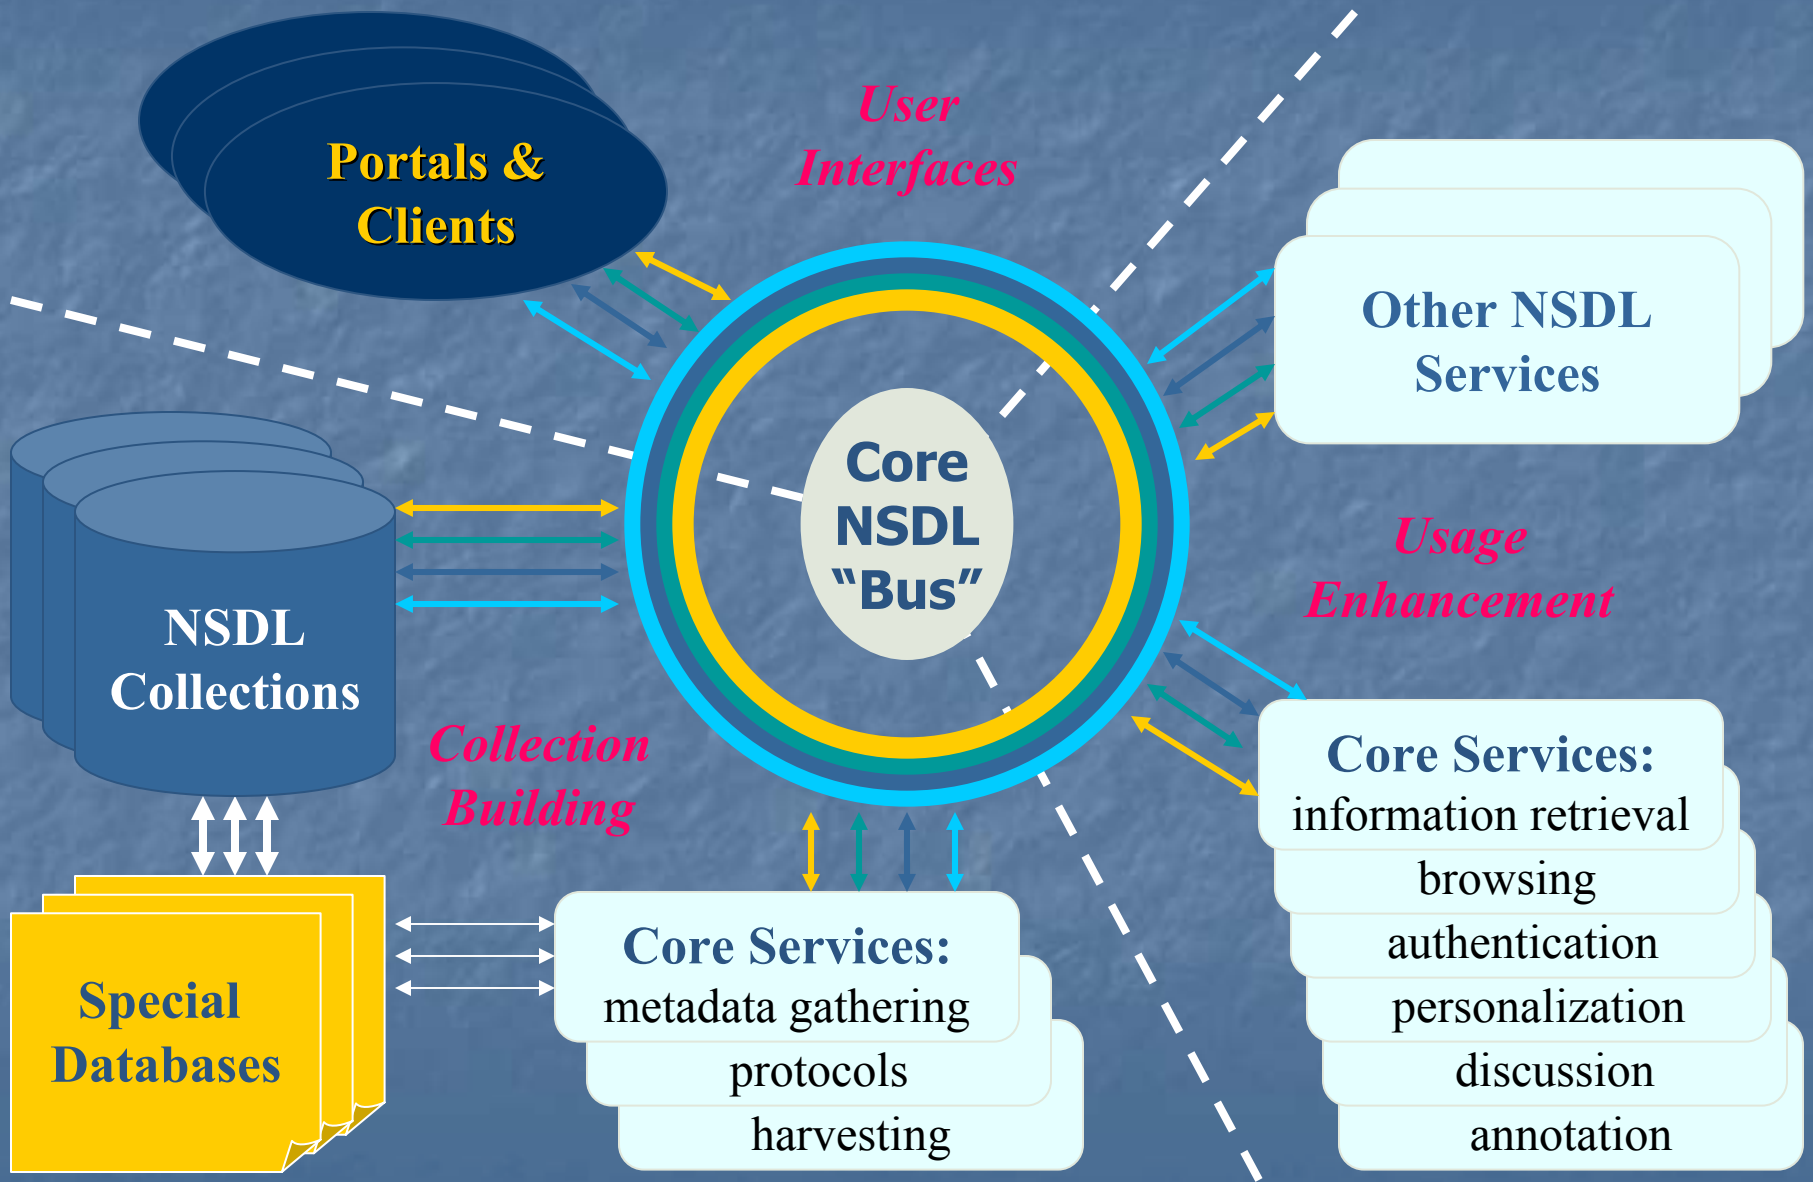 Portals &
Clients
User
Interfaces
Other NSDL
Services
Core
NSDL
“Bus”
Usage
Enhancement
NSDL
Collections
Collection
Building
Core Services:
information retrieval
browsing
authentication
personalization
discussion
annotation
Core Services:
metadata gathering
protocols
harvesting
Special
Databases